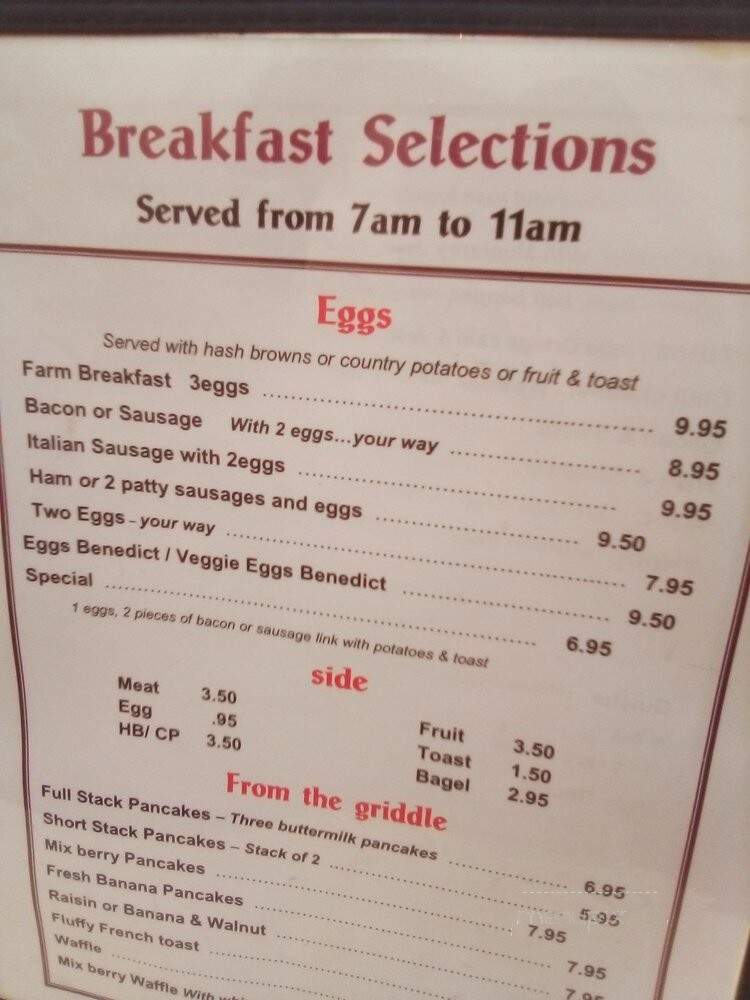 Breakfast Selections
Served from 7am to 11am
Eggs
Served with hash browns or country potatoes or fruit & toast
Farm Breakfast 3eggs ........ 9.95
Bacon or Sausage With 2 eggs...your way ........ 8.95
Italian Sausage with 2eggs ........ 9.95
Ham or 2 patty sausages and eggs ........ 9.50
Two Eggs - your way ........ 7.95
Eggs Benedict / Veggie Eggs Benedict ........ 9.50
Special ........ 6.95
1 eggs, 2 pieces of bacon or sausage link with potatoes & toast
side
Meat 3.50
Egg .95
HB/ CP 3.50
Fruit 3.50
Toast 1.50
Bagel 2.95
From the griddle
Full Stack Pancakes – Three buttermilk pancakes ........ 6.95
Short Stack Pancakes – Stack of 2 ........ 5.95
Mix berry Pancakes ........ 7.95
Fresh Banana Pancakes ........ 7.95
Raisin or Banana & Walnut ........ 7.95
Fluffy French toast
Waffle
Mix berry Waffle With